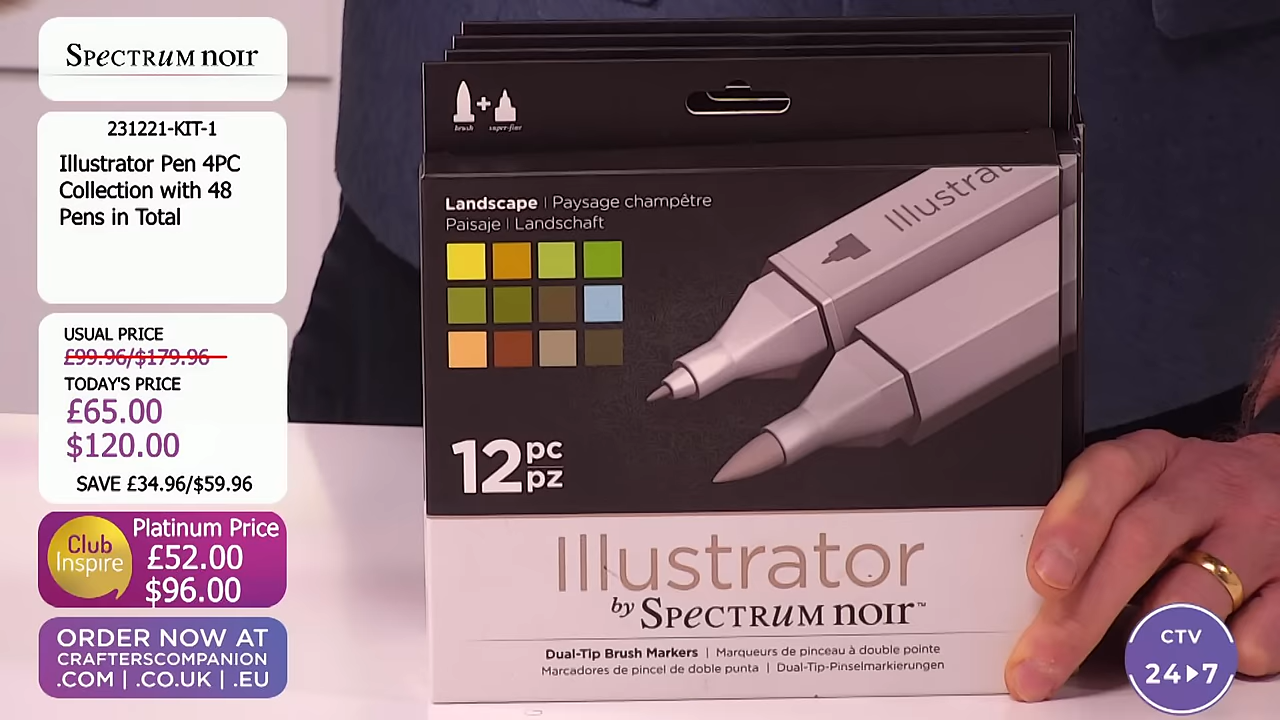 Spectrum noir
231221-KIT-1
Illustrator Pen 4PC
Collection with 48
Pens in Total
USUAL PRICE
£99.96/$179.96
TODAY'S PRICE
£65.00
$120.00
SAVE £34.96/$59.96
Club
Inspire
Platinum Price
£52.00
$96.00
ORDER NOW AT
CRAFTERSCOMPANION
.COM | .CO.UK | .EU
brush
super-fine
Landscape | Paysage champêtre
Paisaje | Landschaft
Illustrat
12 pc
pz
Illustrator
by Spectrum noir™
Dual-Tip Brush Markers | Marqueurs de pinceau à double pointe
Marcadores de pincel de doble punta | Dual-Tip-Pinselmarkierungen
CTV
24▶7